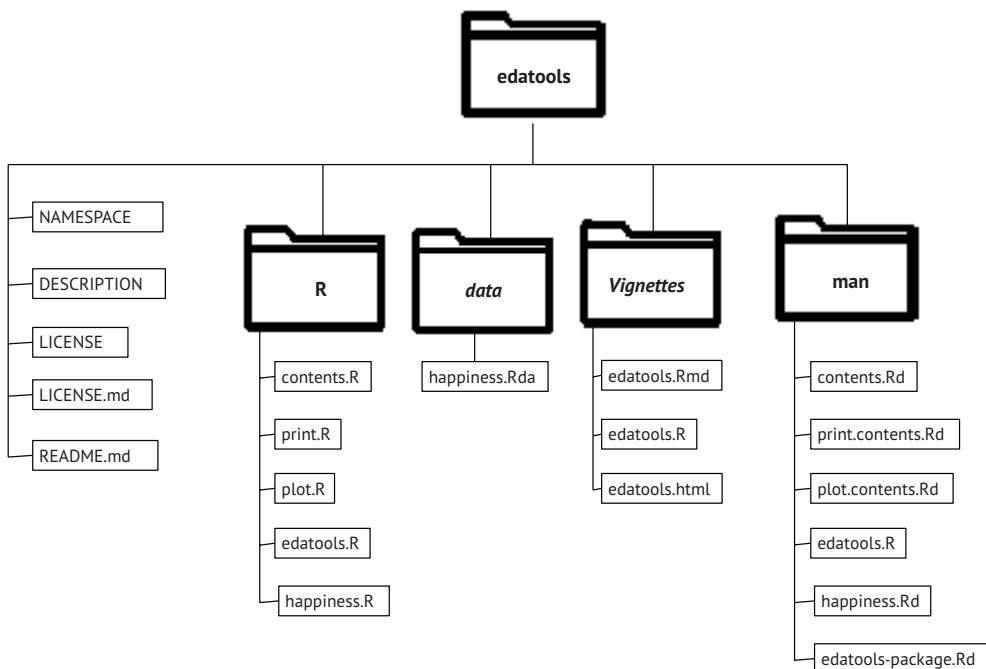 edatools
NAMESPACE
DESCRIPTION
LICENSE
LICENSE.md
README.md
R
contents.R
print.R
plot.R
edatools.R
happiness.R
data
happiness.Rda
Vignettes
edatools.Rmd
edatools.R
edatools.html
man
contents.Rd
print.contents.Rd
plot.contents.Rd
edatools.R
happiness.Rd
edatools-package.Rd